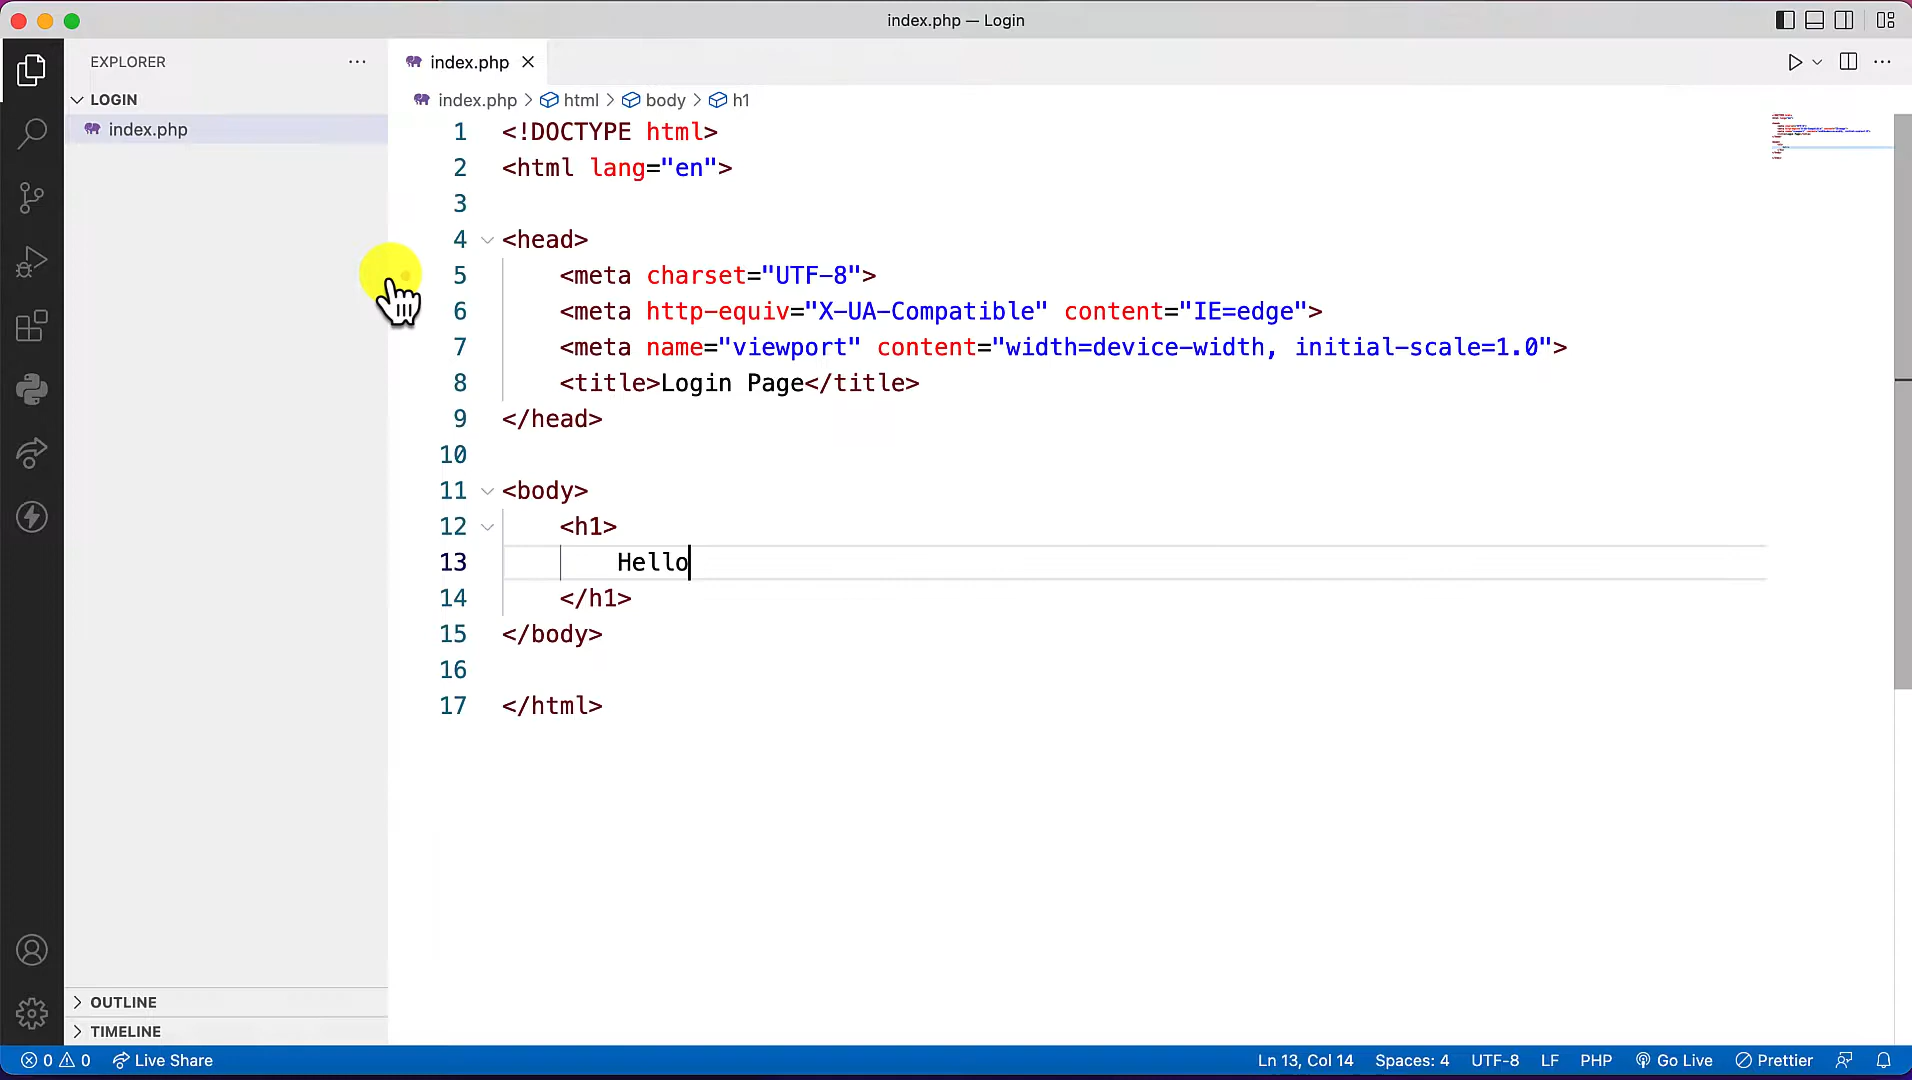 index.php — Login
EXPLORER
index.php
LOGIN
index.php > html > body > h1
index.php
1 <!DOCTYPE html>
2 <html lang="en">
3
4 <head>
5 <meta charset="UTF-8">
6 <meta http-equiv="X-UA-Compatible" content="IE=edge">
7 <meta name="viewport" content="width=device-width, initial-scale=1.0">
8 <title>Login Page</title>
9 </head>
10
11 <body>
12 <h1>
13 Hello
14 </h1>
15 </body>
16
17 </html>
OUTLINE
TIMELINE
0 0 Live Share Ln 13, Col 14 Spaces: 4 UTF-8 LF PHP Go Live Prettier